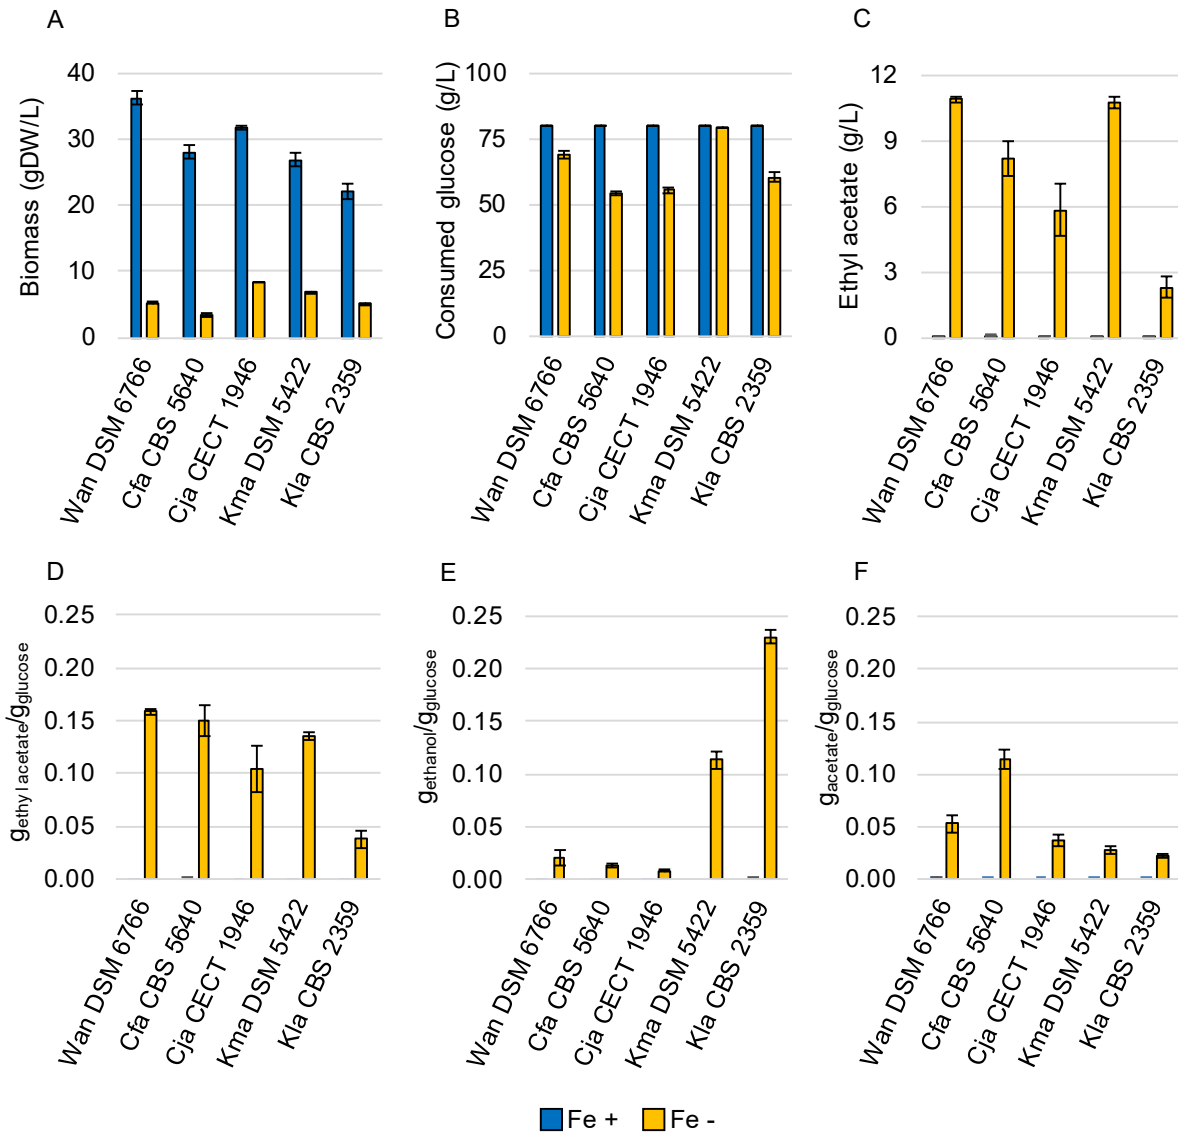 A
Biomass (gDW/L)
40
30
20
10
0
Wan DSM 6766
Cfa CBS 5640
Cja CECT 1946
Kma DSM 5422
Kla CBS 2359
B
Consumed glucose (g/L)
100
75
50
25
0
Wan DSM 6766
Cfa CBS 5640
Cja CECT 1946
Kma DSM 5422
Kla CBS 2359
C
Ethyl acetate (g/L)
12
9
6
3
0
Wan DSM 6766
Cfa CBS 5640
Cja CECT 1946
Kma DSM 5422
Kla CBS 2359
D
gethyl acetate/gglucose
0.25
0.20
0.15
0.10
0.05
0.00
Wan DSM 6766
Cfa CBS 5640
Cja CECT 1946
Kma DSM 5422
Kla CBS 2359
E
gethanol/gglucose
0.25
0.20
0.15
0.10
0.05
0.00
Wan DSM 6766
Cfa CBS 5640
Cja CECT 1946
Kma DSM 5422
Kla CBS 2359
F
gacetate/gglucose
0.25
0.20
0.15
0.10
0.05
0.00
Wan DSM 6766
Cfa CBS 5640
Cja CECT 1946
Kma DSM 5422
Kla CBS 2359
Fe + Fe -